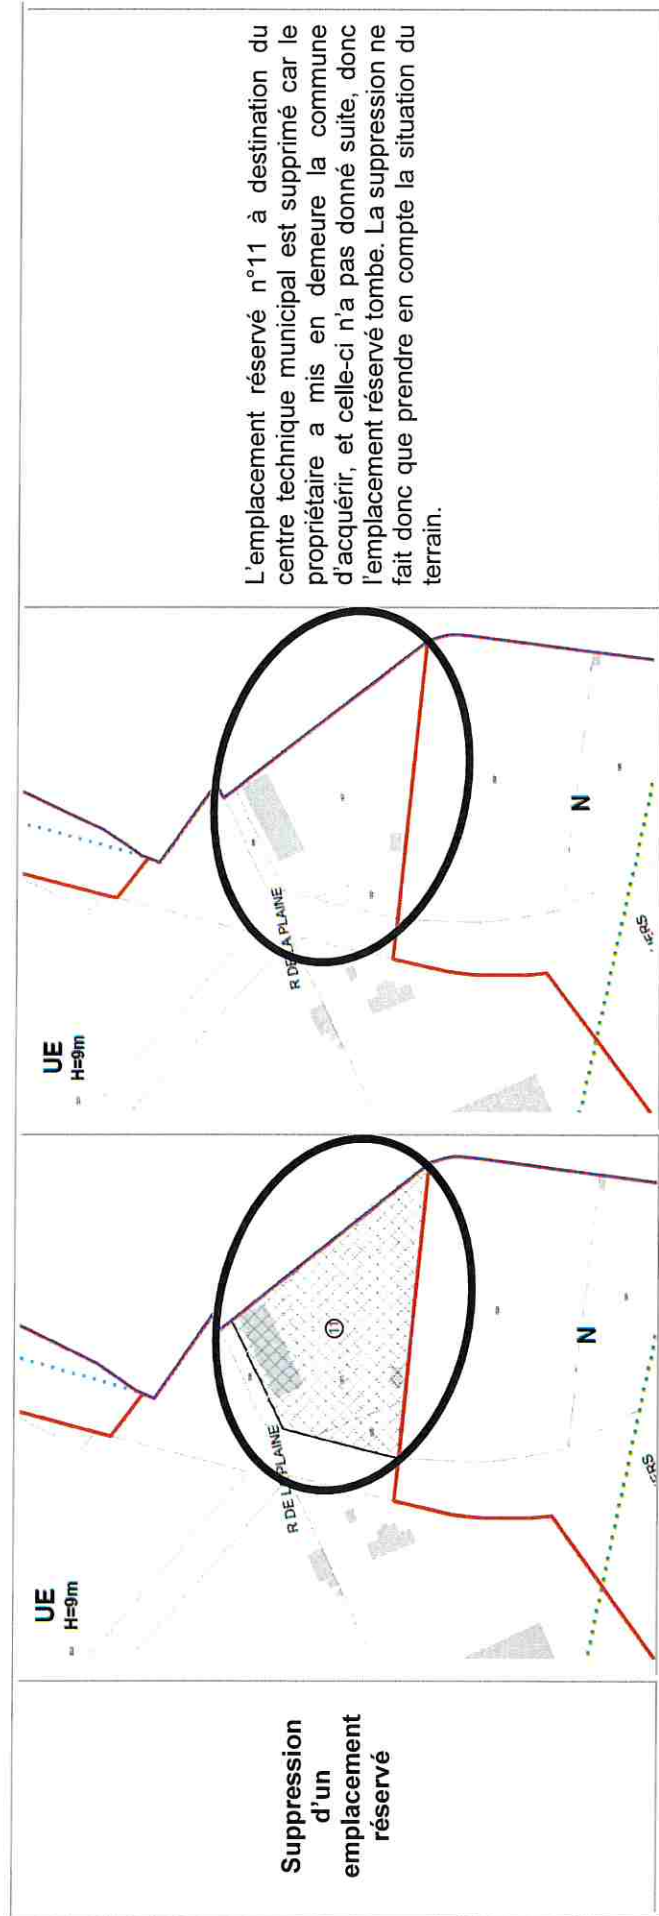 Suppression
d'un
emplacement
réservé
UE
H=9m
R DE LA PLAINE
11
N
UE
H=9m
R DE LA PLAINE
N
L'emplacement réservé n°11 à destination du
centre technique municipal est supprimé car le
propriétaire a mis en demeure la commune
d'acquérir, et celle-ci n'a pas donné suite, donc
l'emplacement réservé tombe. La suppression ne
fait donc que prendre en compte la situation du
terrain.